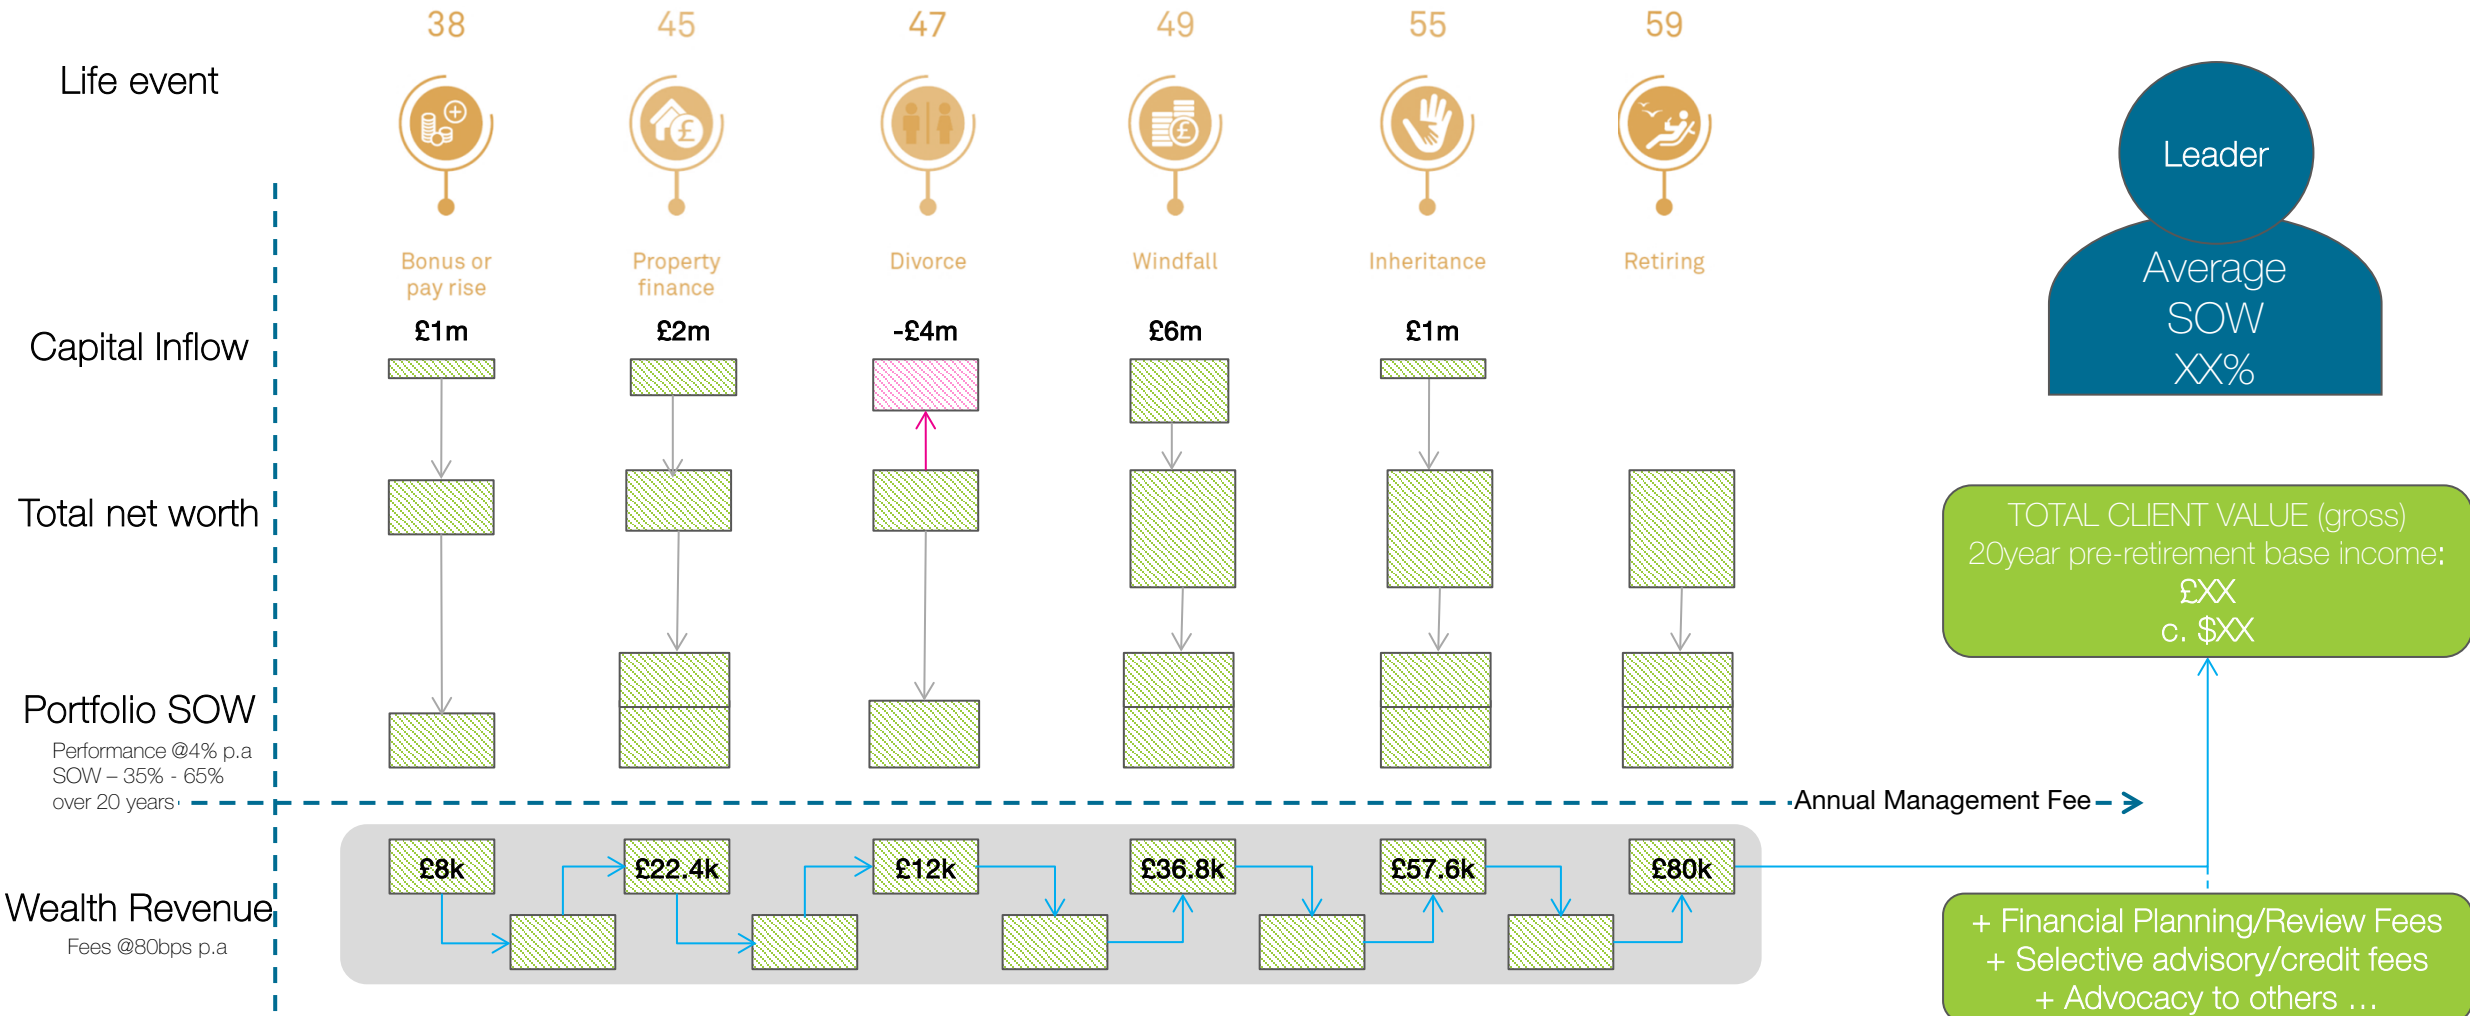 38 45 47 49 55 59
Life event
Leader
Bonus or
pay rise
Property
finance
Divorce
Windfall
Inheritance
Retiring
Average
SOW
XX%
Capital Inflow
£1m £2m -£4m £6m £1m
Total net worth
TOTAL CLIENT VALUE (gross)
20year pre-retirement base income:
£XX
c. $XX
Portfolio SOW
Performance @4% p.a
SOW – 35% - 65%
over 20 years
Annual Management Fee
£8k £22.4k £12k £36.8k £57.6k £80k
Wealth Revenue
Fees @80bps p.a
+ Financial Planning/Review Fees
+ Selective advisory/credit fees
+ Advocacy to others ...